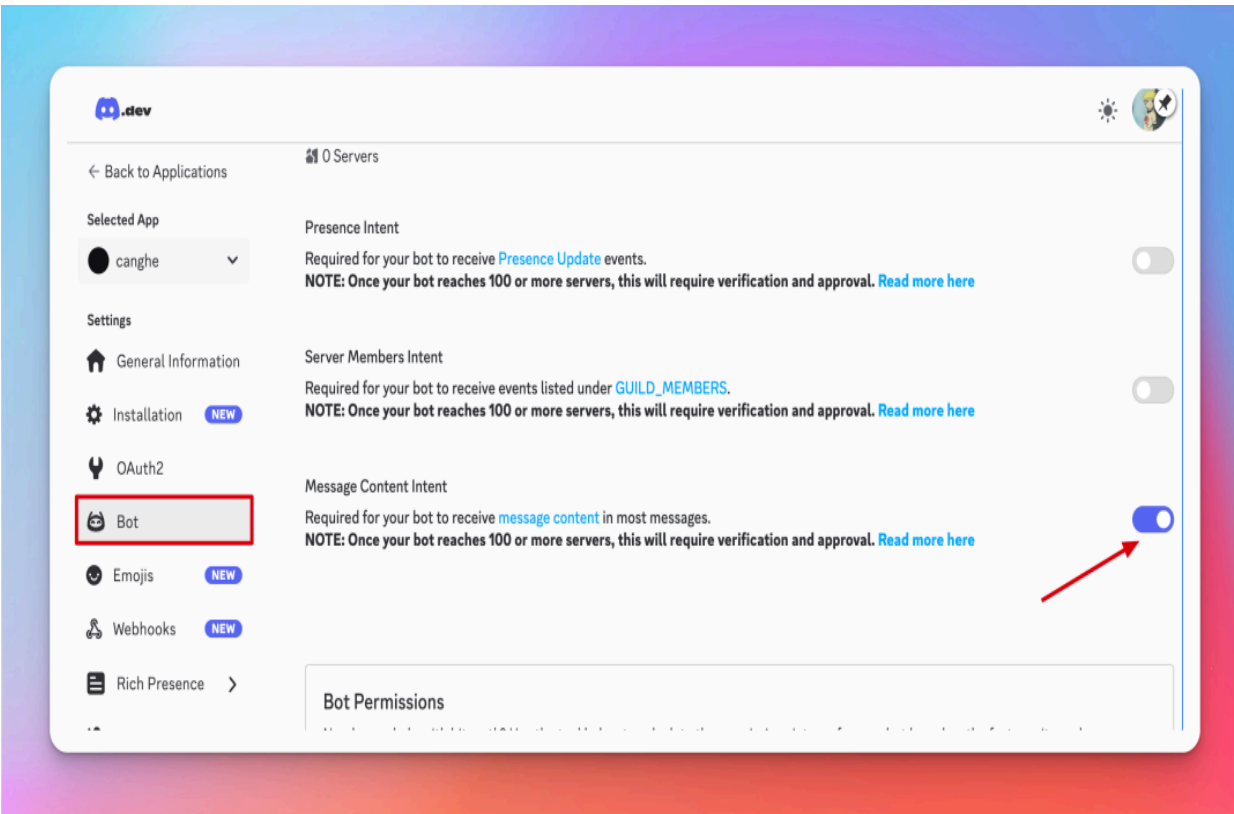 .dev
← Back to Applications
Selected App
canghe
Settings
General Information
Installation NEW
OAuth2
Bot
Emojis NEW
Webhooks NEW
Rich Presence
0 Servers
Presence Intent
Required for your bot to receive Presence Update events.
NOTE: Once your bot reaches 100 or more servers, this will require verification and approval. Read more here
Server Members Intent
Required for your bot to receive events listed under GUILD_MEMBERS.
NOTE: Once your bot reaches 100 or more servers, this will require verification and approval. Read more here
Message Content Intent
Required for your bot to receive message content in most messages.
NOTE: Once your bot reaches 100 or more servers, this will require verification and approval. Read more here
Bot Permissions